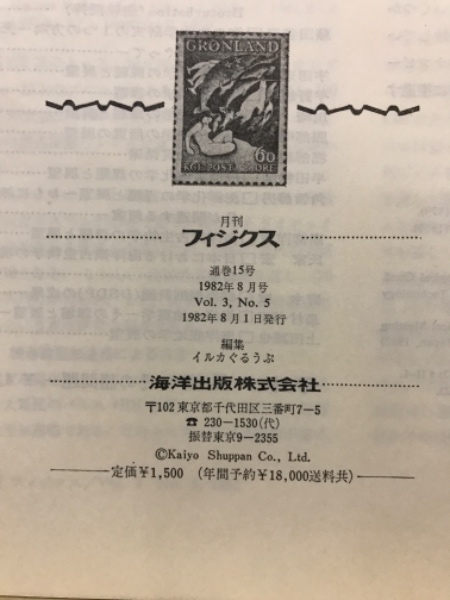 GRØNLAND
60
KGL. POST ØRE
月刊
フィジクス
通巻15号
1982年8月号
Vol. 3, No. 5
1982年8月1日発行
編集
イルカぐるうぷ
海洋出版株式会社
〒102 東京都千代田区三番町7-5
☎ 230-1530(代)
振替東京9-2355
©Kaiyo Shuppan Co., Ltd.
定価¥1,500 (年間予約¥18,000送料共)